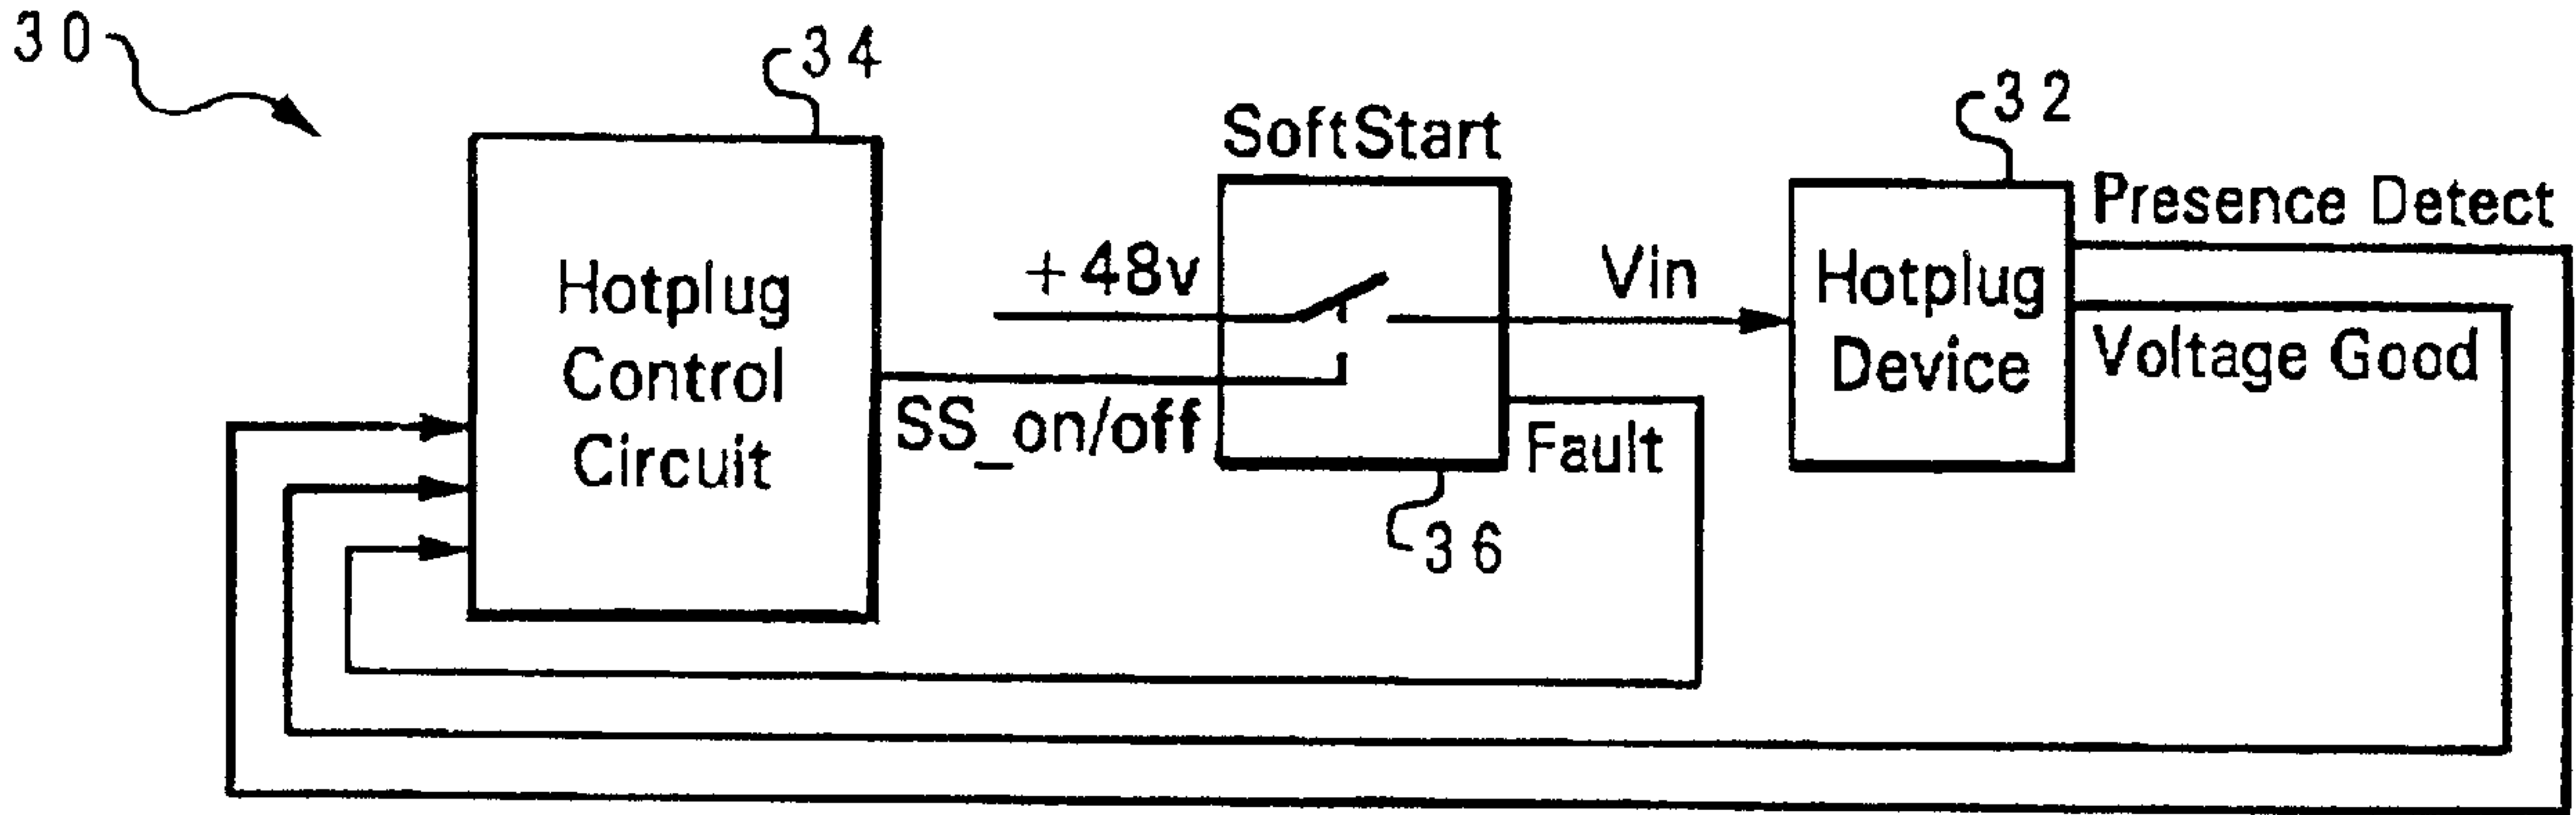 30
34
32
SoftStart
Presence Detect
+48v
Vin
Hotplug
Control
Circuit
Hotplug
Device
Voltage Good
SS_on/off
Fault
36